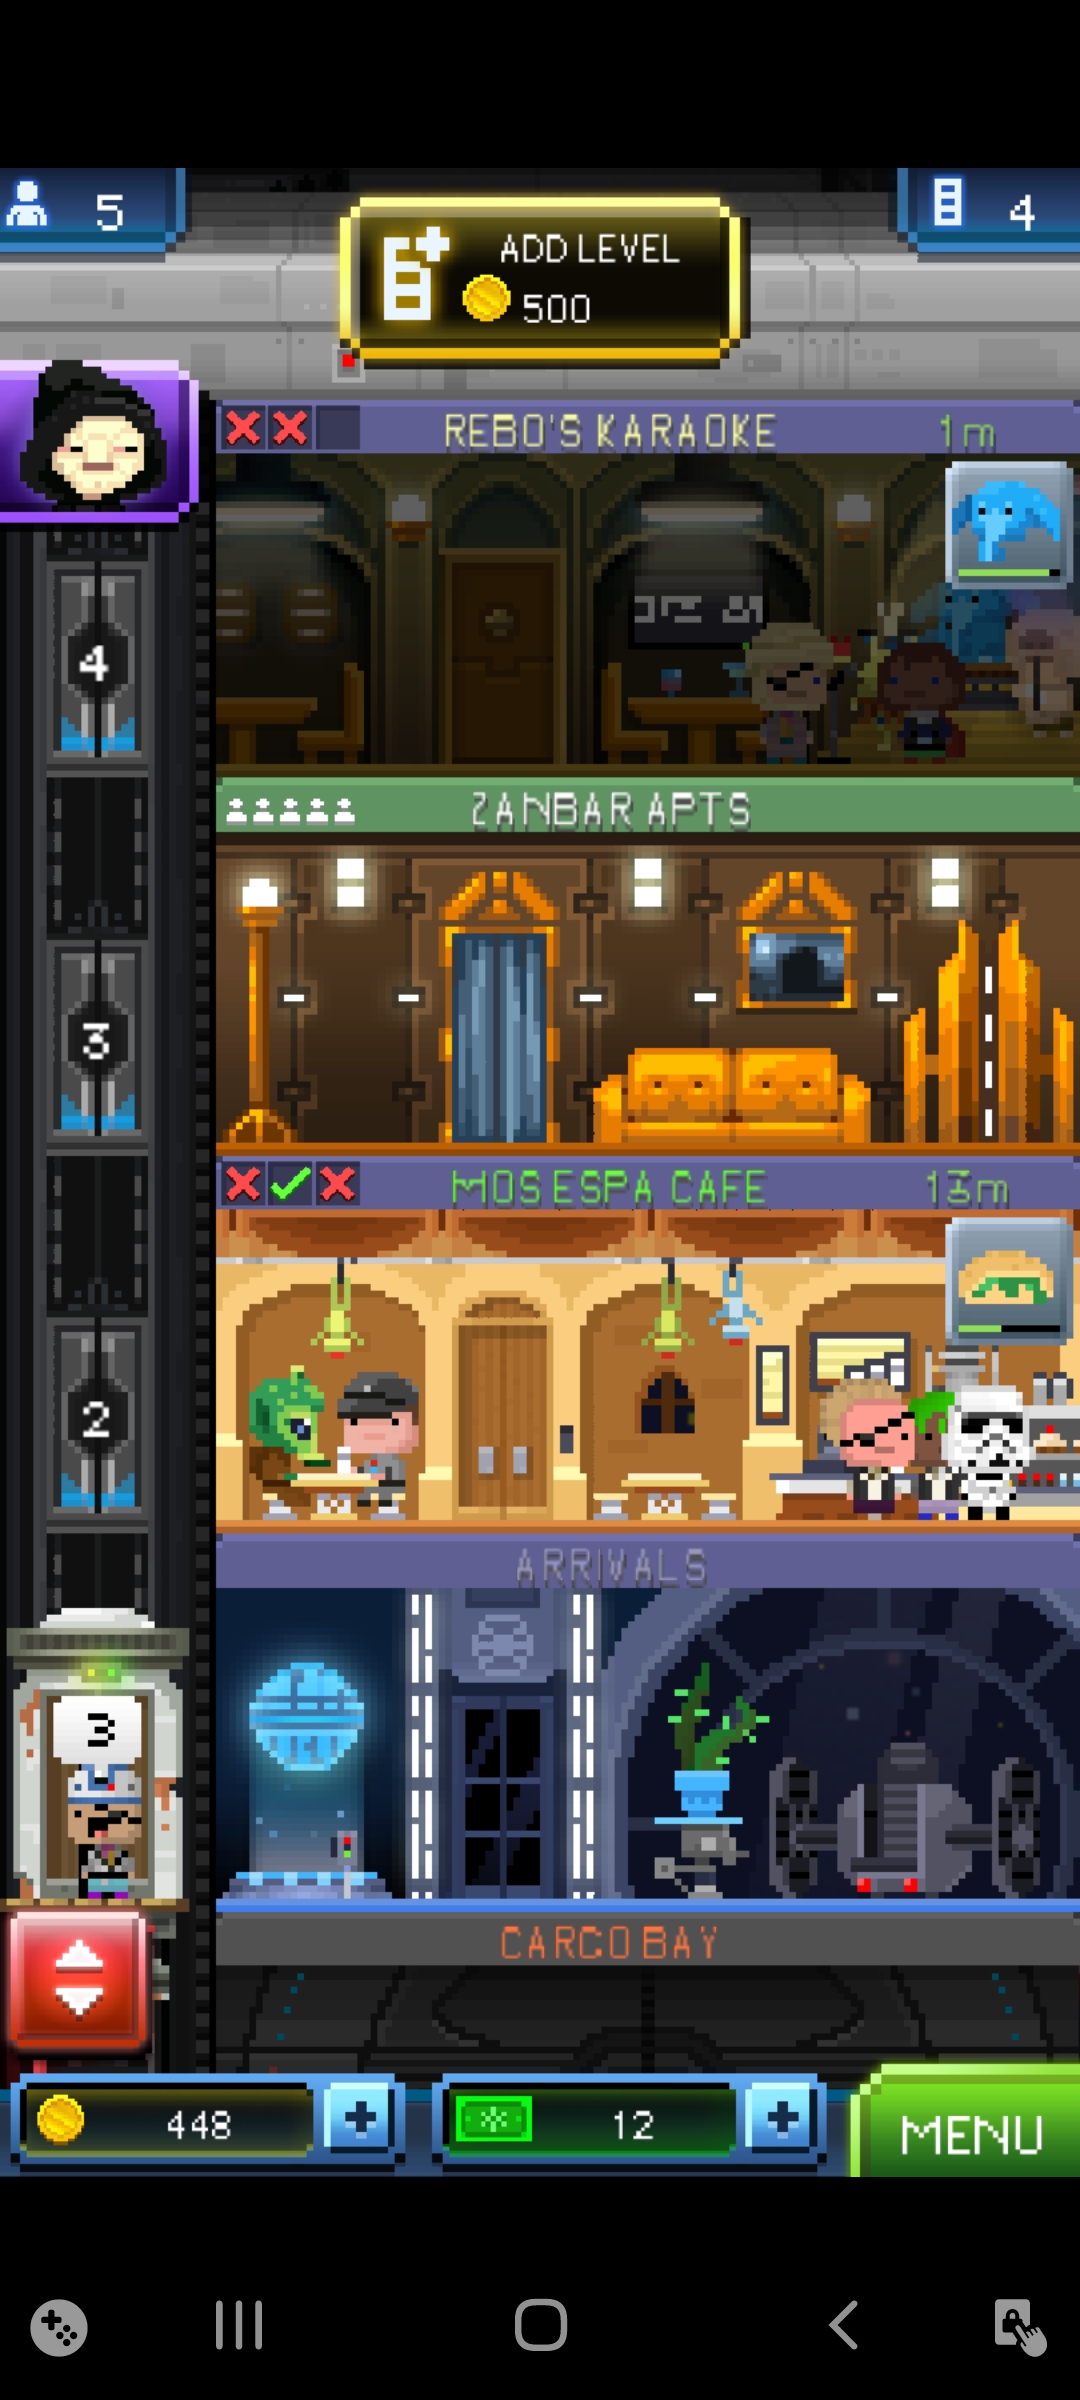 5
ADD LEVEL
500
4
REBO'S KARAOKE
1m
4
ZANBAR APTS
3
MOS ESPA CAFE
13m
2
ARRIVALS
3
CARGO BAY
448
12
MENU